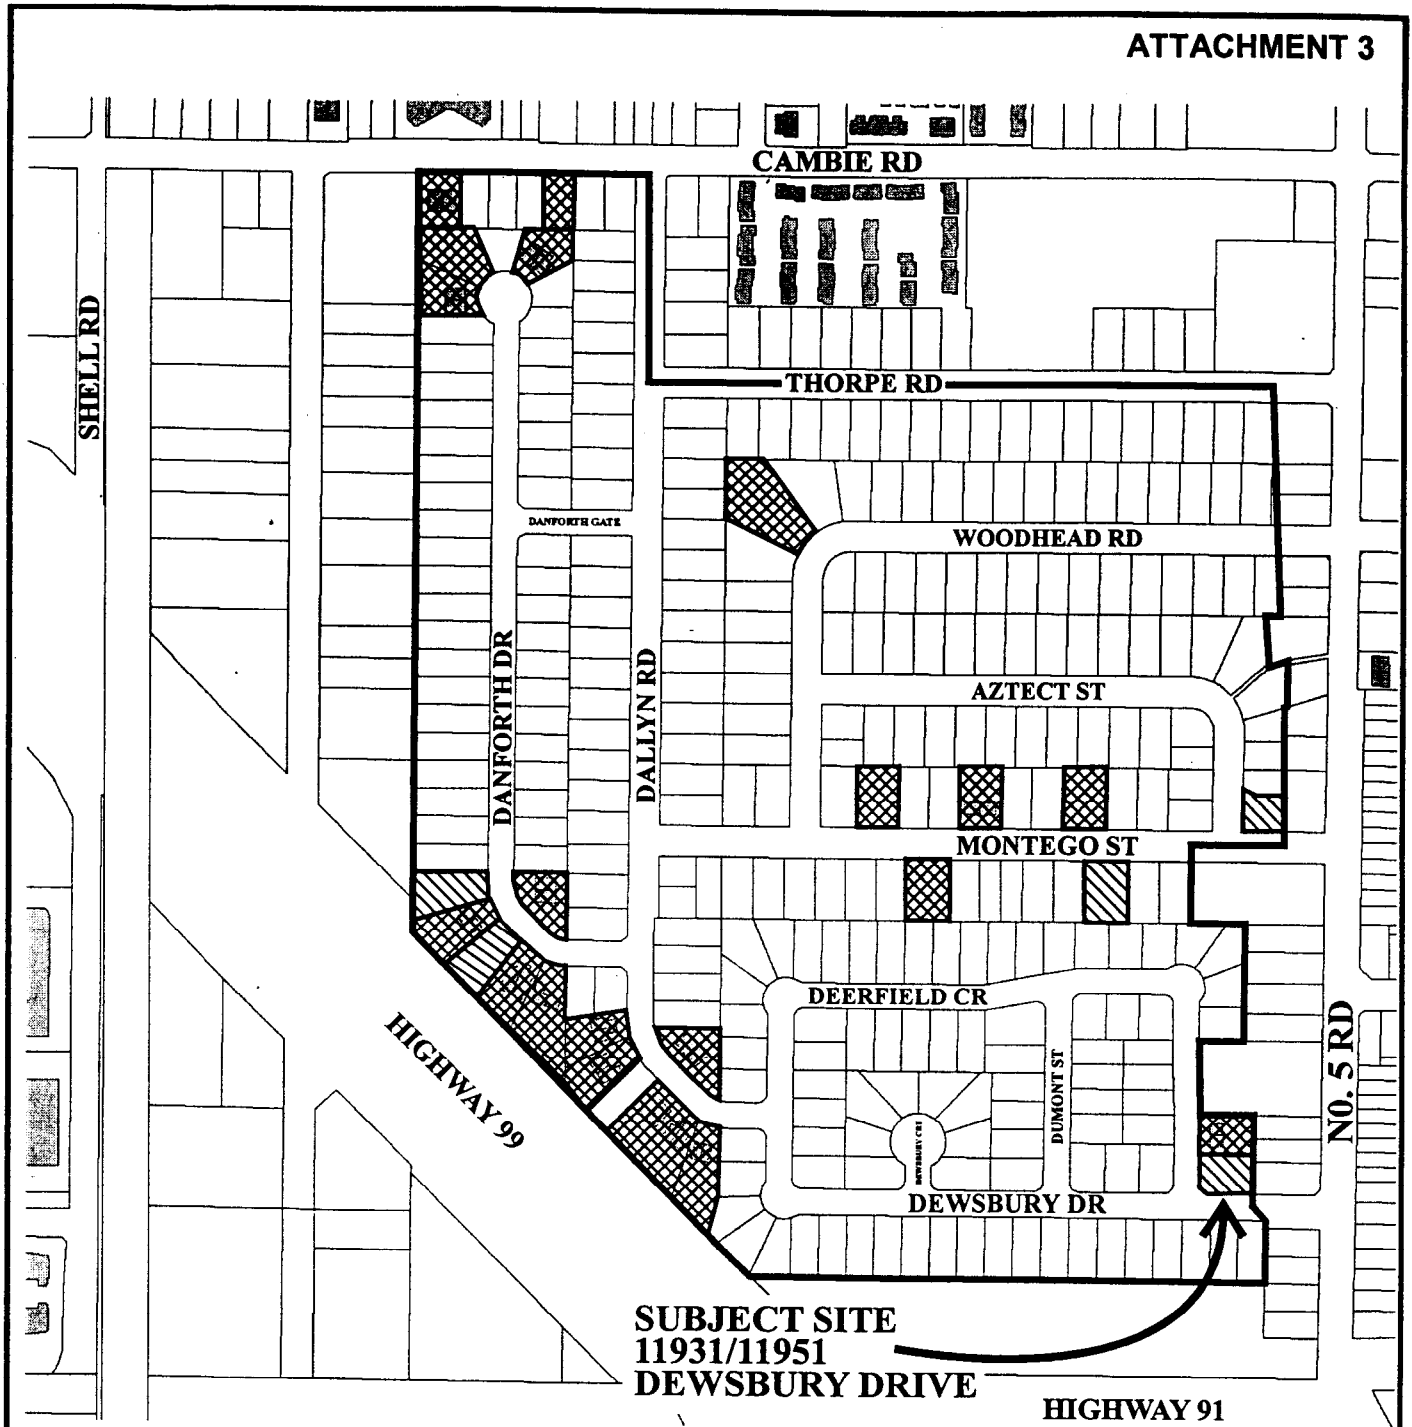 ATTACHMENT 3
CAMBIE RD
SHELL RD
THORPE RD
DANFORTH GATE
WOODHEAD RD
DANFORTH DR
DALLYN RD
AZTECT ST
MONTEGO ST
DEERFIELD CR
HIGHWAY 99
DUMONT ST
NO. 5 RD
DEWSBURY CRT
DEWSBURY DR
SUBJECT SITE
11931/11951
DEWSBURY DRIVE
HIGHWAY 91